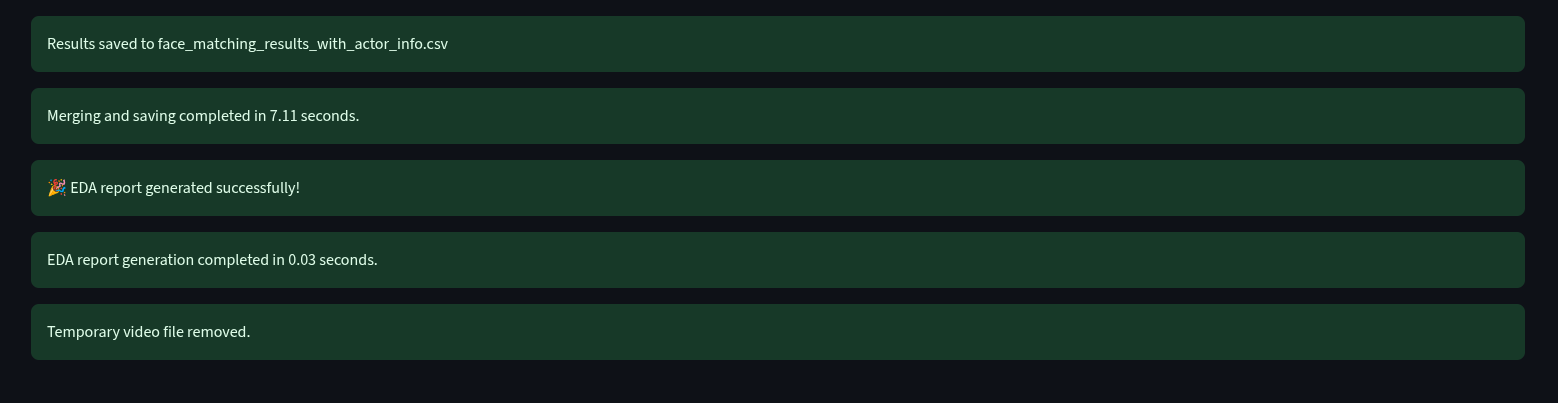 Results saved to face_matching_results_with_actor_info.csv
Merging and saving completed in 7.11 seconds.
🎉 EDA report generated successfully!
EDA report generation completed in 0.03 seconds.
Temporary video file removed.